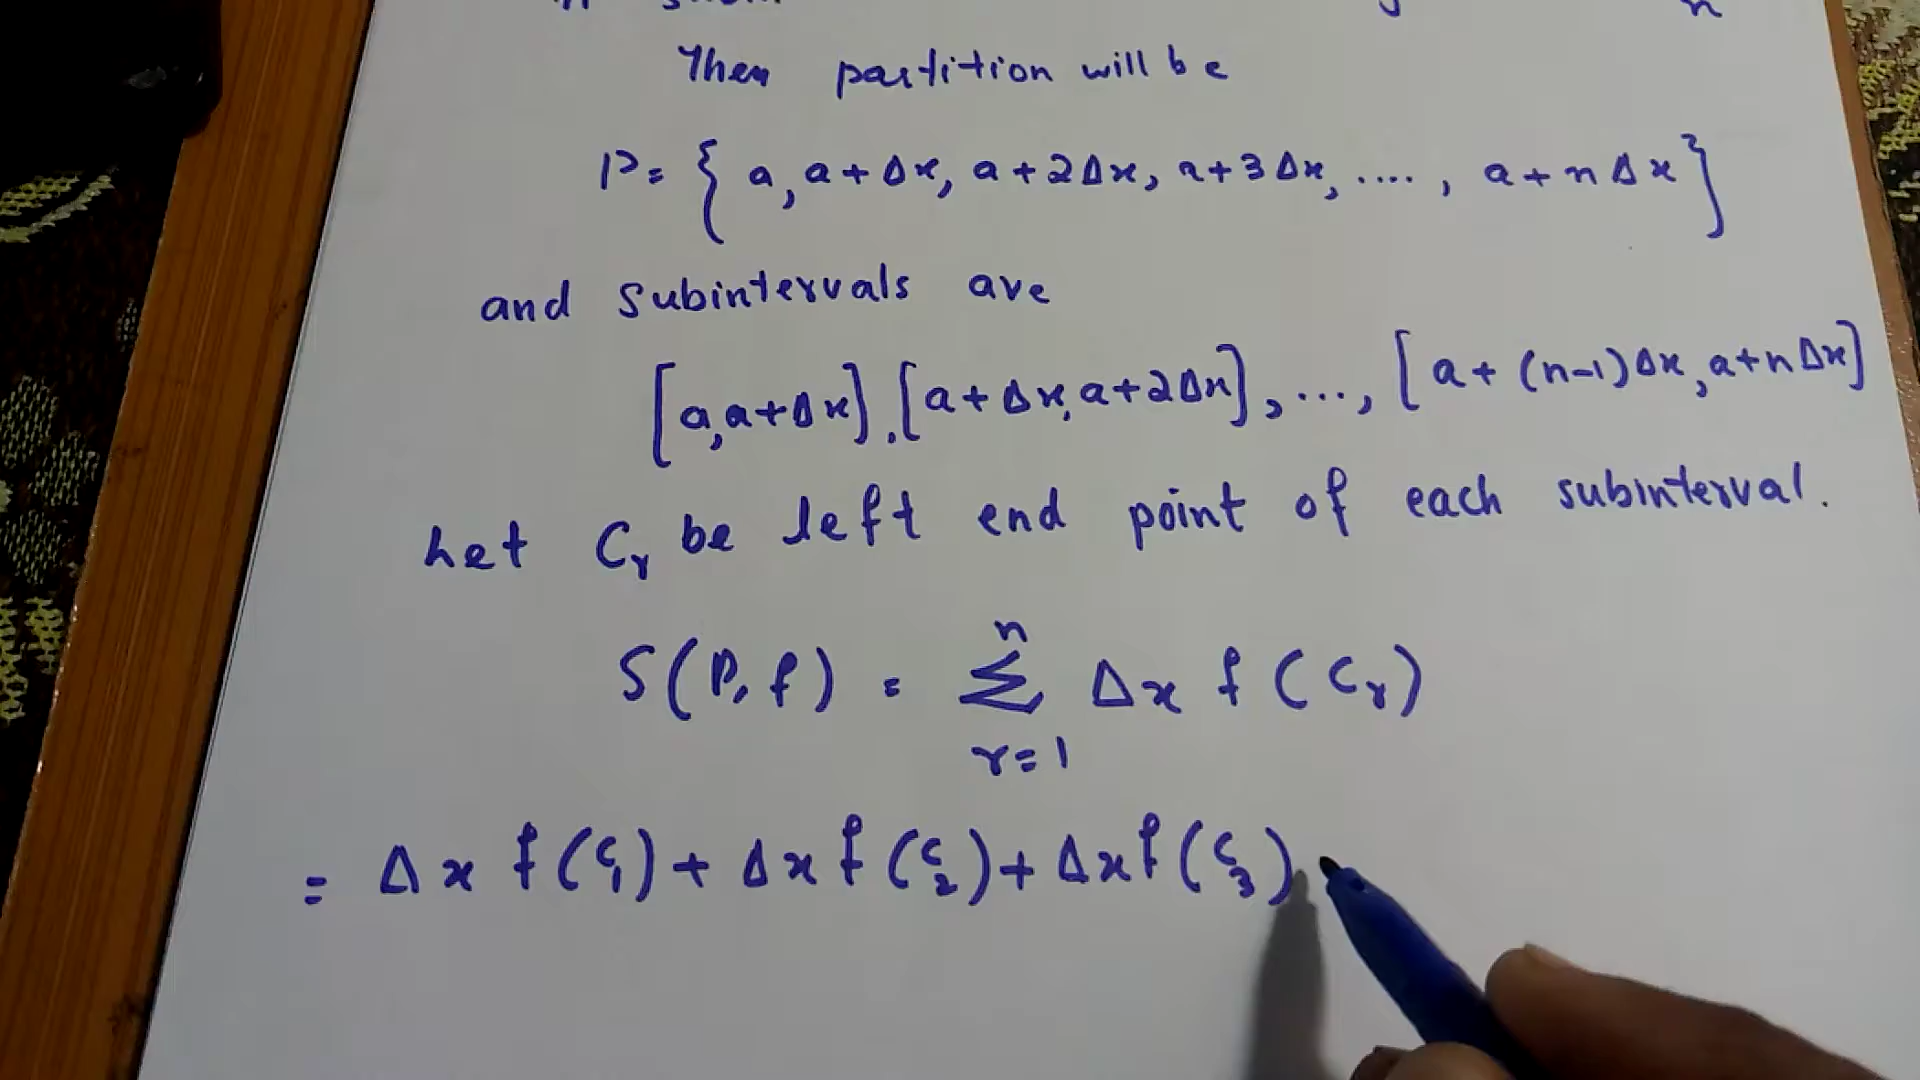 n
Then partition will be
P = { a, a + Δx, a + 2Δx, a + 3Δx, ...., a + nΔx }
and subintervals are
[a, a + Δx], [a + Δx, a + 2Δx], ..., [a + (n-1)Δx, a + nΔx]
Let Cr be left end point of each subinterval.
S(P, f) = n∑r=1 Δx f(Cr)
= Δx f(C1) + Δx f(C2) + Δx f(C3)